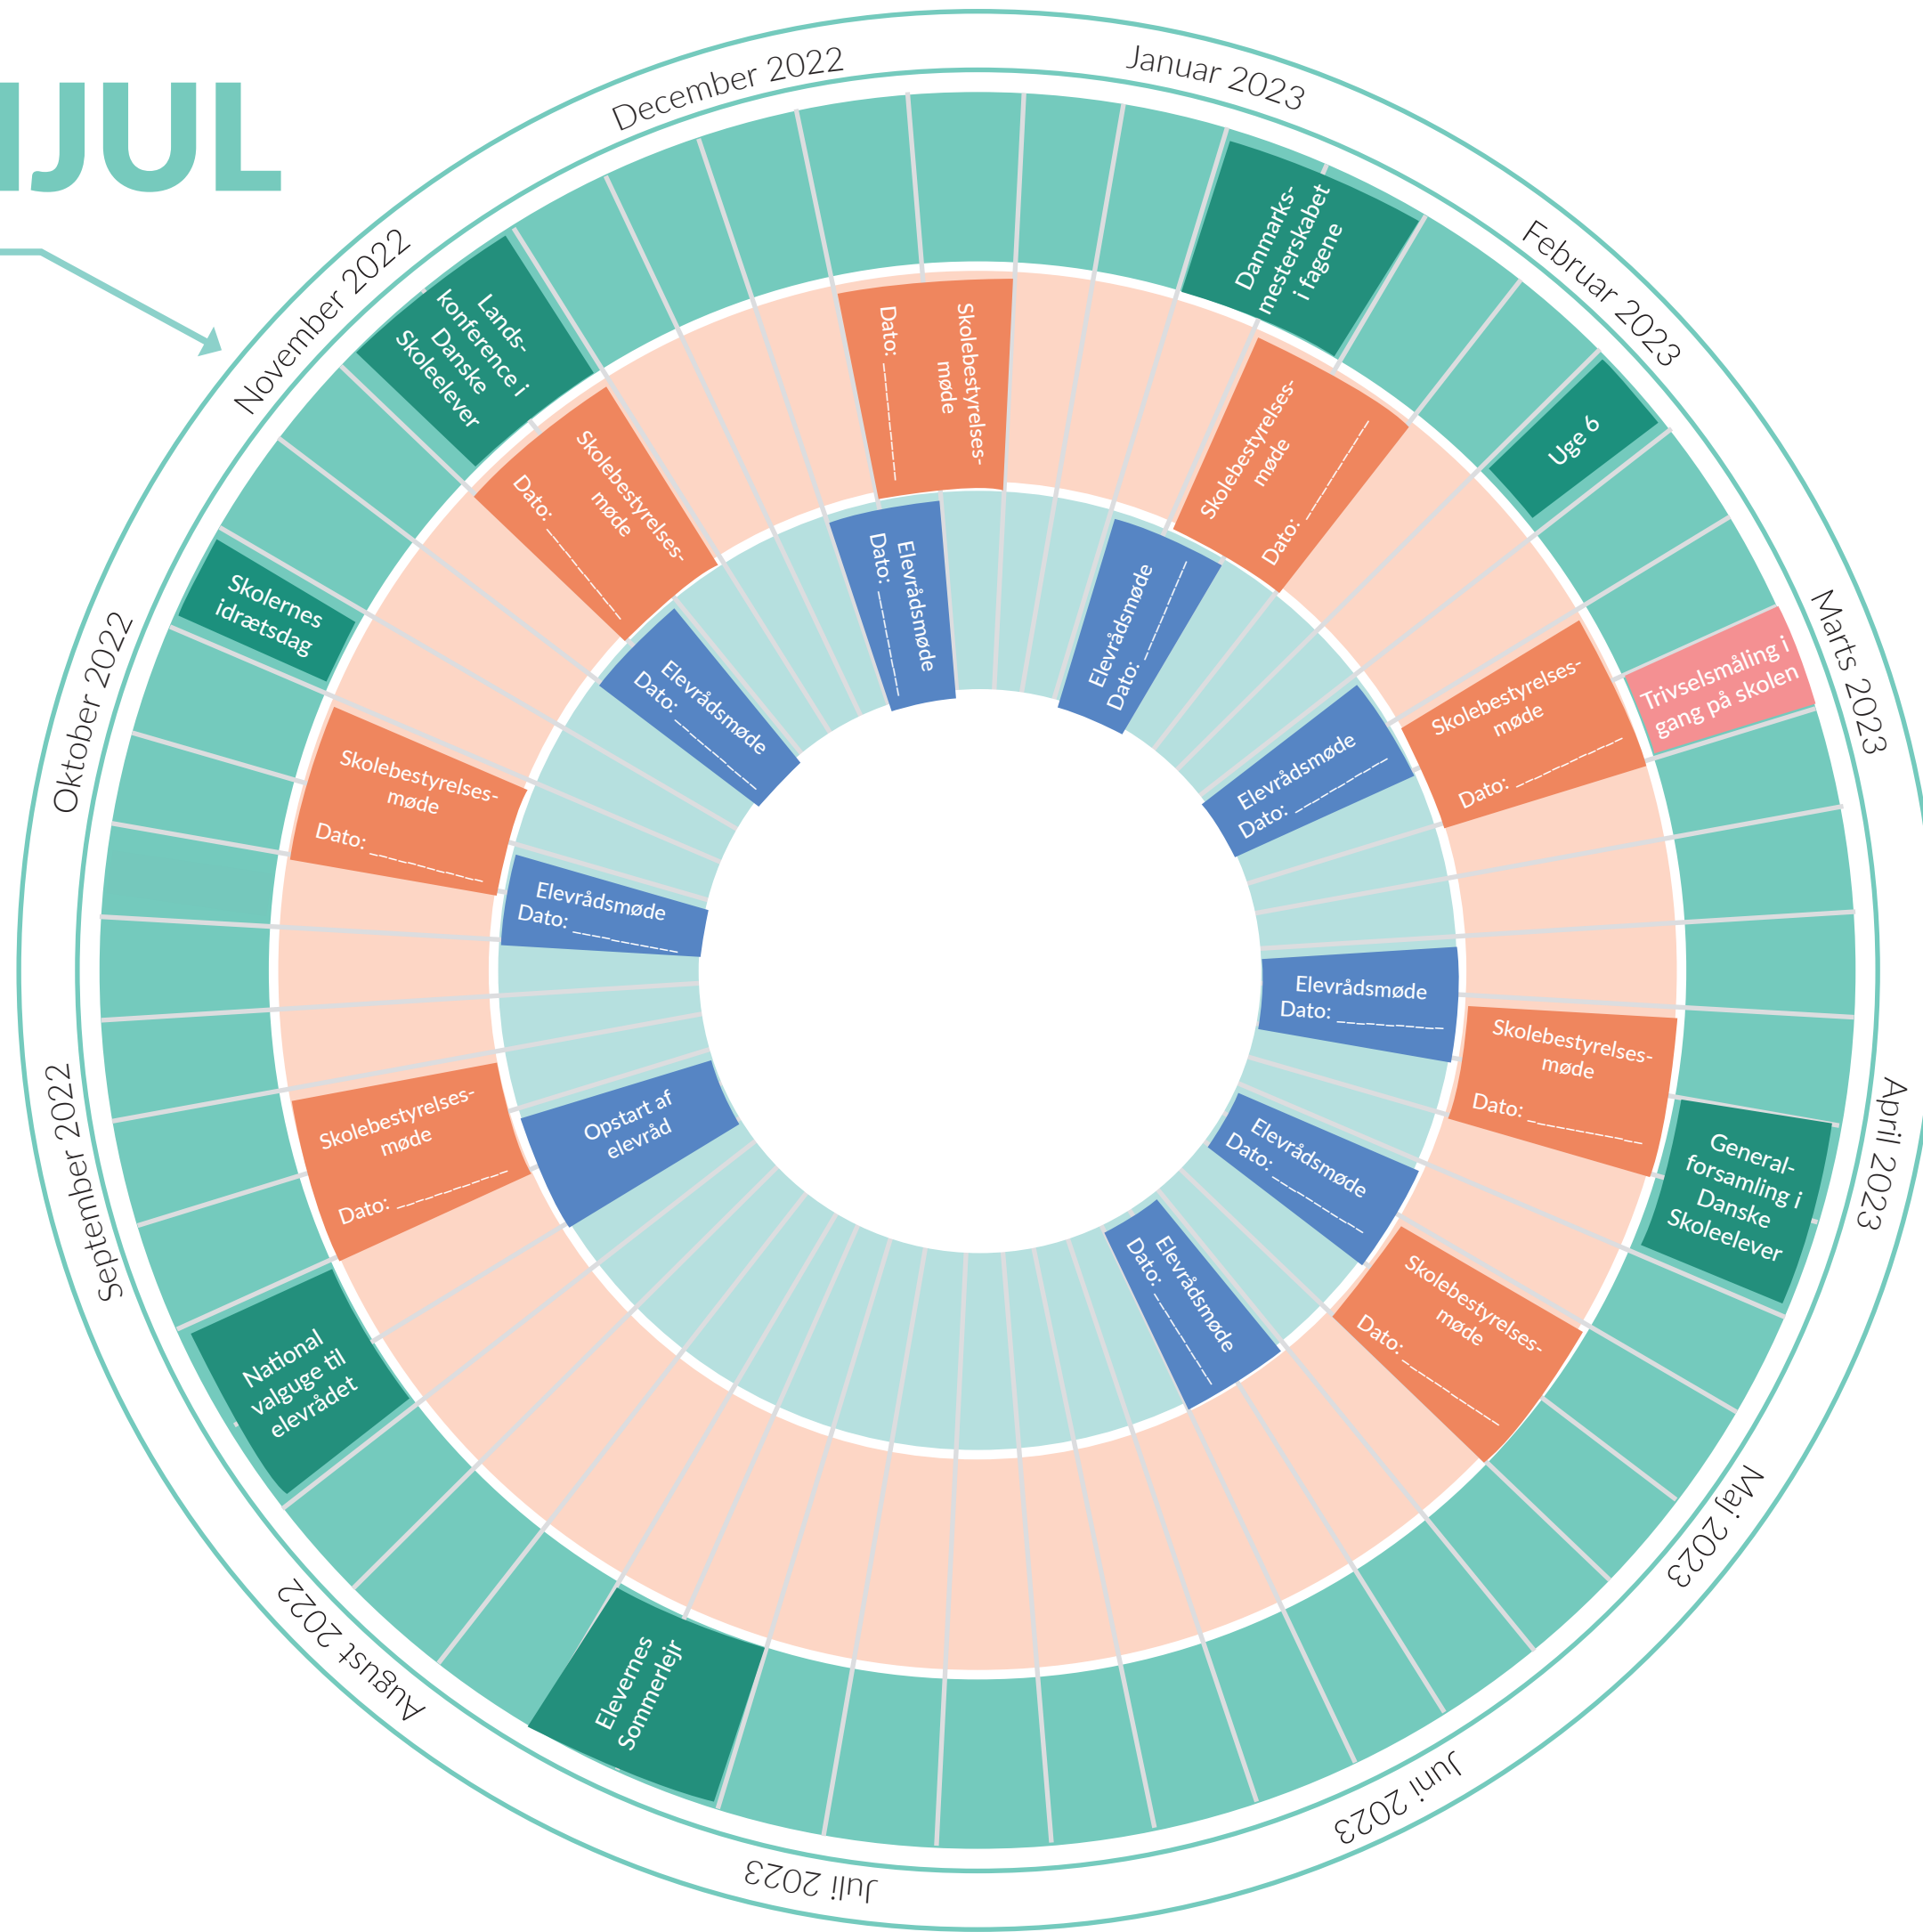 IJUL
Januar 2023
Februar 2023
Marts 2023
April 2023
Maj 2023
Juni 2023
Juli 2023
August 2022
September 2022
Oktober 2022
November 2022
December 2022
Danmarks-
mesterskabet
i fagene
Uge 6
Trivselsmåling i
gang på skolen
General-
forsamling i
Danske
Skoleelever
Elevernes
Sommerlejr
National
valguge til
elevrådet
Skolernes
idrætsdag
Lands-
konference i
Danske
Skoleelever
Skolebestyrelses-
møde
Dato: __________
Skolebestyrelses-
møde
Dato: __________
Skolebestyrelses-
møde
Dato: __________
Skolebestyrelses-
møde
Dato: __________
Skolebestyrelses-
møde
Dato: __________
Skolebestyrelses-
møde
Dato: __________
Skolebestyrelses-
møde
Dato: __________
Skolebestyrelses-
møde
Dato: __________
Elevrådsmøde
Dato: __________
Elevrådsmøde
Dato: __________
Elevrådsmøde
Dato: __________
Elevrådsmøde
Dato: __________
Elevrådsmøde
Dato: __________
Opstart af
elevråd
Elevrådsmøde
Dato: __________
Elevrådsmøde
Dato: __________
Elevrådsmøde
Dato: __________